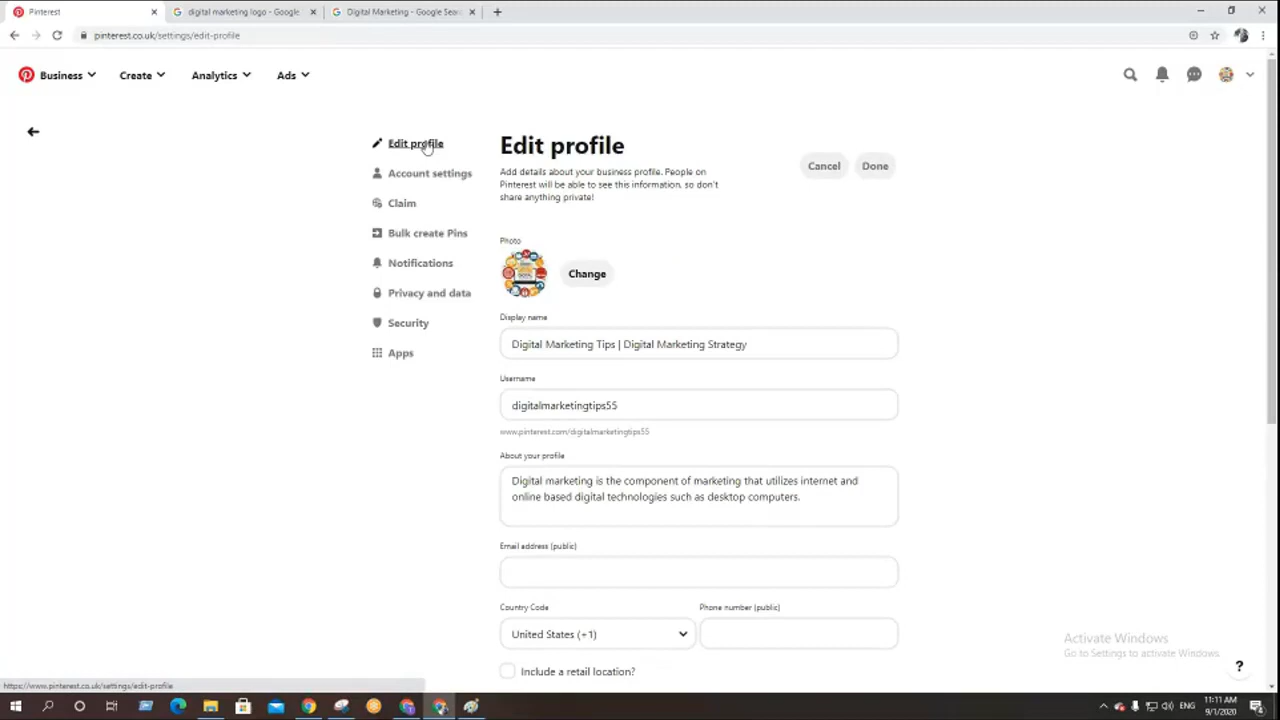 Pinterest
digital marketing logo - Google
Digital Marketing - Google Sear
pinterest.co.uk/settings/edit-profile
Business
Create
Analytics
Ads
Edit profile
Account settings
Claim
Bulk create Pins
Notifications
Privacy and data
Security
Apps
Edit profile
Add details about your business profile. People on
Pinterest will be able to see this information, so don't
share anything private!
Cancel
Done
Photo
Change
Display name
Digital Marketing Tips | Digital Marketing Strategy
Username
digitalmarketingtips55
www.pinterest.com/digitalmarketingtips55
About your profile
Digital marketing is the component of marketing that utilizes internet and
online based digital technologies such as desktop computers.
Email address (public)
Country Code
Phone number (public)
United States (+1)
Include a retail location?
Activate Windows
Go to Settings to activate Windows.
?
https://www.pinterest.co.uk/settings/edit-profile
ENG
11:11 AM
9/1/2020